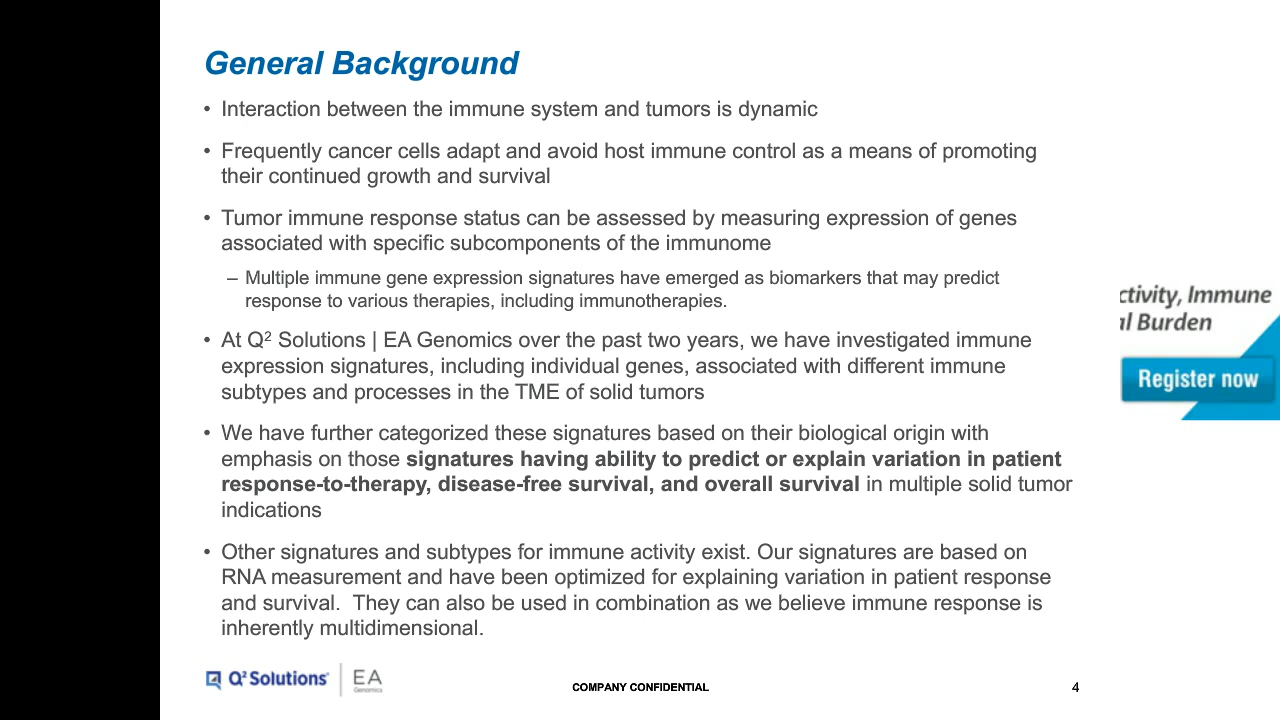 General Background
• Interaction between the immune system and tumors is dynamic
• Frequently cancer cells adapt and avoid host immune control as a means of promoting
their continued growth and survival
• Tumor immune response status can be assessed by measuring expression of genes
associated with specific subcomponents of the immunome
– Multiple immune gene expression signatures have emerged as biomarkers that may predict
response to various therapies, including immunotherapies.
• At Q² Solutions | EA Genomics over the past two years, we have investigated immune
expression signatures, including individual genes, associated with different immune
subtypes and processes in the TME of solid tumors
• We have further categorized these signatures based on their biological origin with
emphasis on those signatures having ability to predict or explain variation in patient
response-to-therapy, disease-free survival, and overall survival in multiple solid tumor
indications
• Other signatures and subtypes for immune activity exist. Our signatures are based on
RNA measurement and have been optimized for explaining variation in patient response
and survival.  They can also be used in combination as we believe immune response is
inherently multidimensional.
ctivity, Immune
al Burden
Register now
Q² Solutions
EA
Genomics
COMPANY CONFIDENTIAL
4